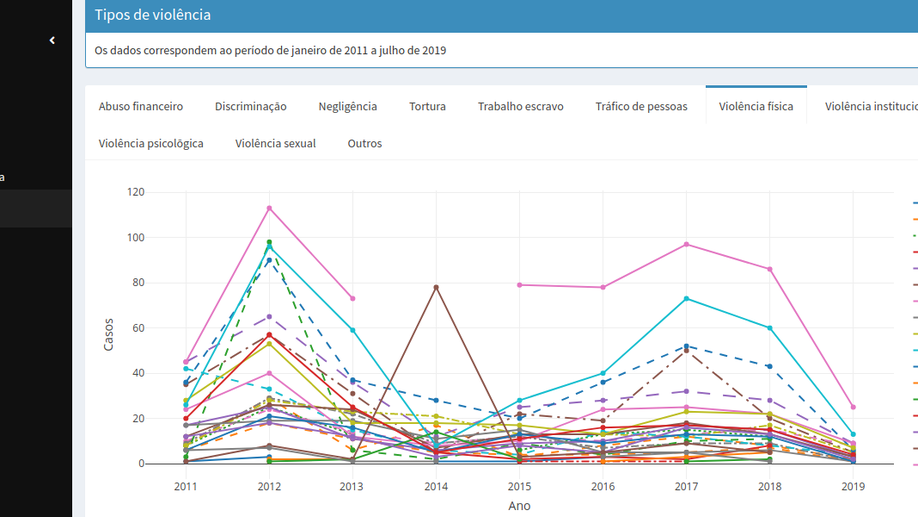 Tipos de violência
Os dados correspondem ao periodo de janeiro de 2011 a julho de 2019
Abuso financeiro Discriminação Negligência Tortura Trabalho escravo Tráfico de pessoas Violência física Violência institucio
Violência psicológica Violência sexual Outros
a
120
100
80
60
40
20
0
Casos
2011 2012 2013 2014 2015 2016 2017 2018 2019
Ano